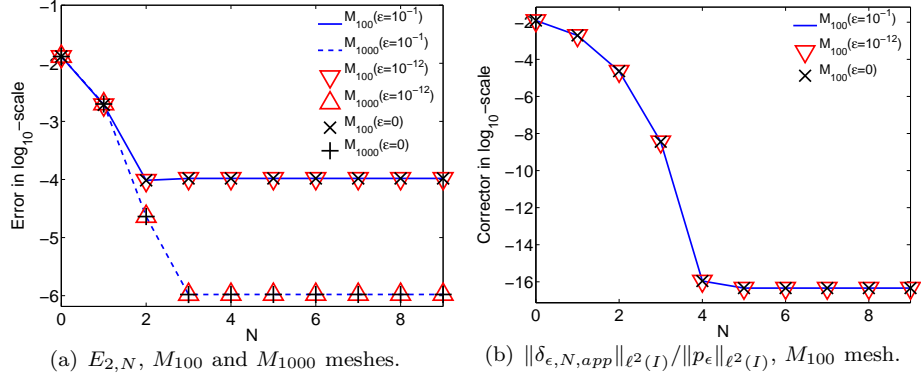 Error in log₁₀−scale
−1
−2
−3
−4
−5
−6
0
2
4
6
8
N
M₁₀₀(ε=10⁻¹)
M₁₀₀₀(ε=10⁻¹)
M₁₀₀(ε=10⁻¹²)
M₁₀₀₀(ε=10⁻¹²)
M₁₀₀(ε=0)
M₁₀₀₀(ε=0)
(a) E₂,N, M₁₀₀ and M₁₀₀₀ meshes.
Corrector in log₁₀−scale
−2
−4
−6
−8
−10
−12
−14
−16
0
2
4
6
8
N
M₁₀₀(ε=10⁻¹)
M₁₀₀(ε=10⁻¹²)
M₁₀₀(ε=0)
(b) ‖δϵ,N,app‖ℓ²(I)/‖pϵ‖ℓ²(I), M₁₀₀ mesh.